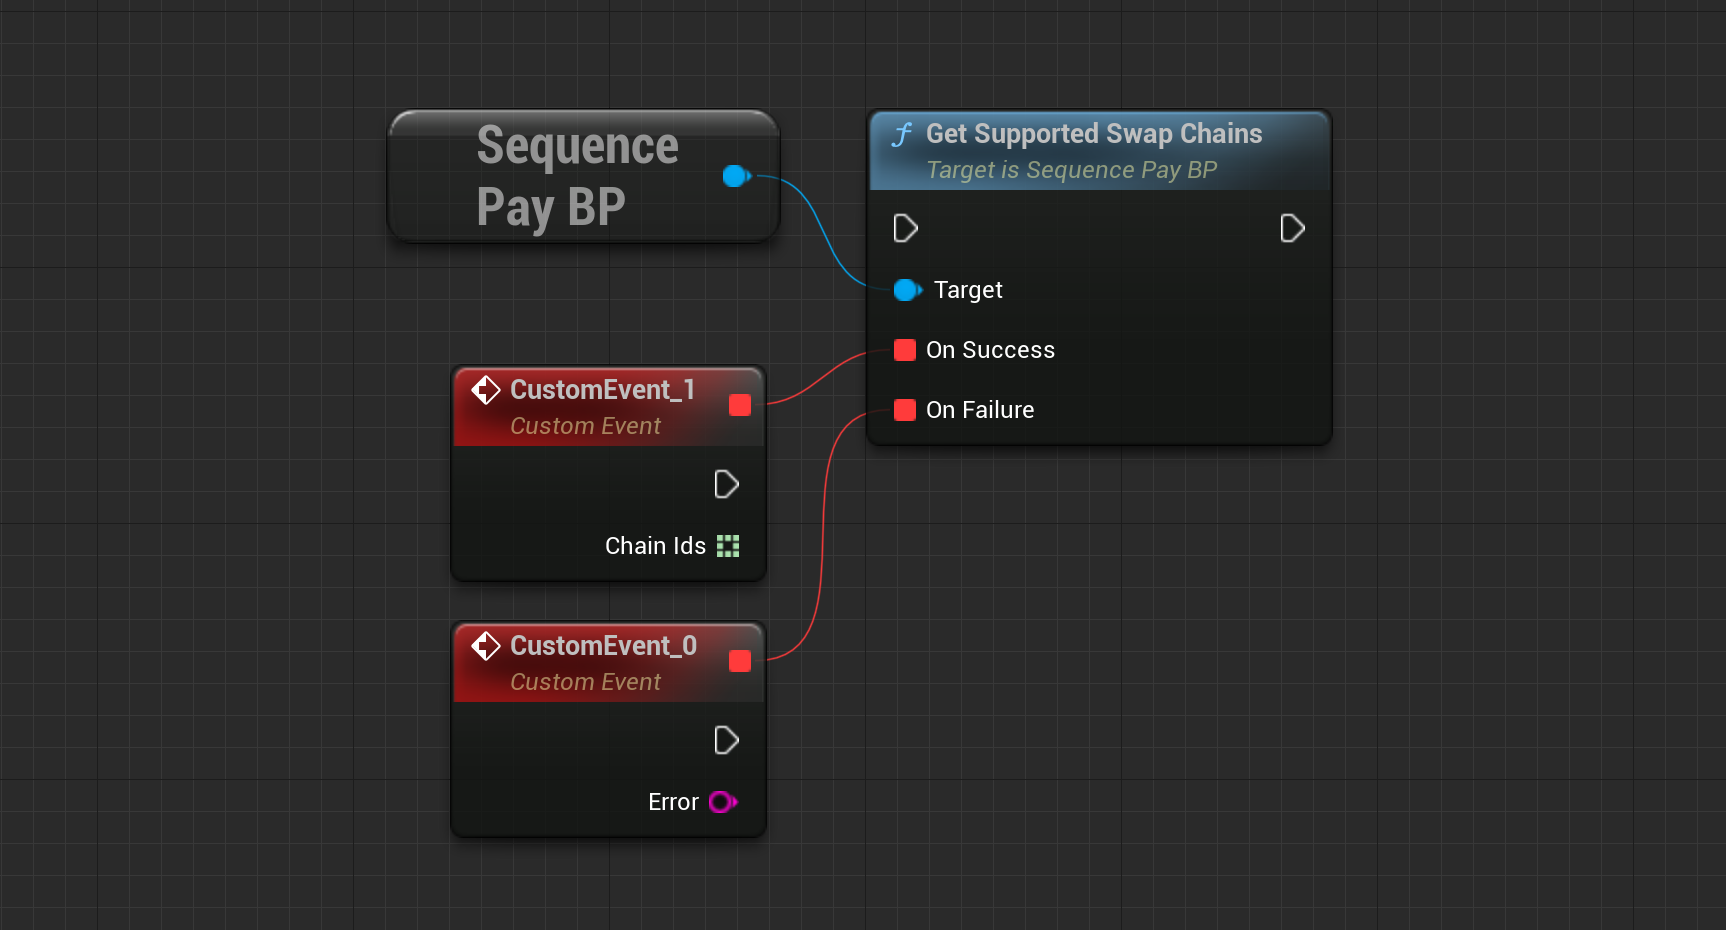 Sequence
Pay BP
Get Supported Swap Chains
Target is Sequence Pay BP
Target
On Success
On Failure
CustomEvent_1
Custom Event
Chain Ids
CustomEvent_0
Custom Event
Error